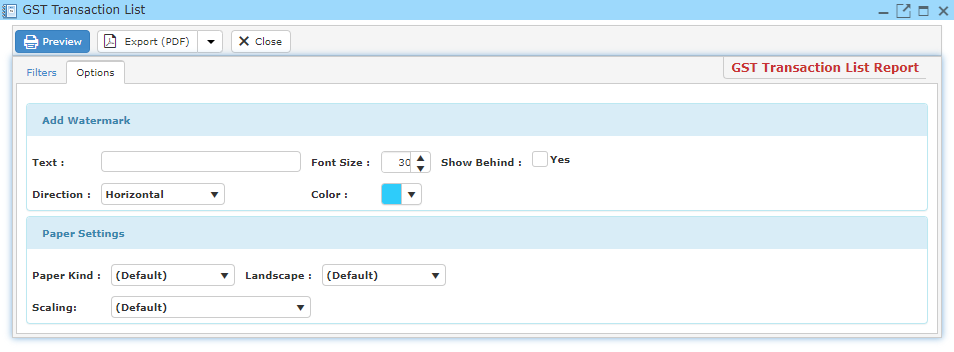 GST Transaction List
Preview Export (PDF) Close
Filters Options GST Transaction List Report
Add Watermark
Text : Font Size : 30 Show Behind : Yes
Direction : Horizontal Color :
Paper Settings
Paper Kind : (Default) Landscape : (Default)
Scaling: (Default)